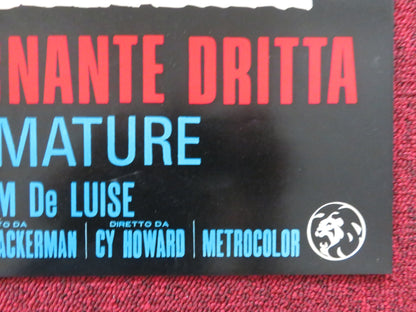 NANTE DRITTA
MATURE
M De LUISE
DIRETTO DA
ACKERMAN | CY HOWARD | METROCOLOR